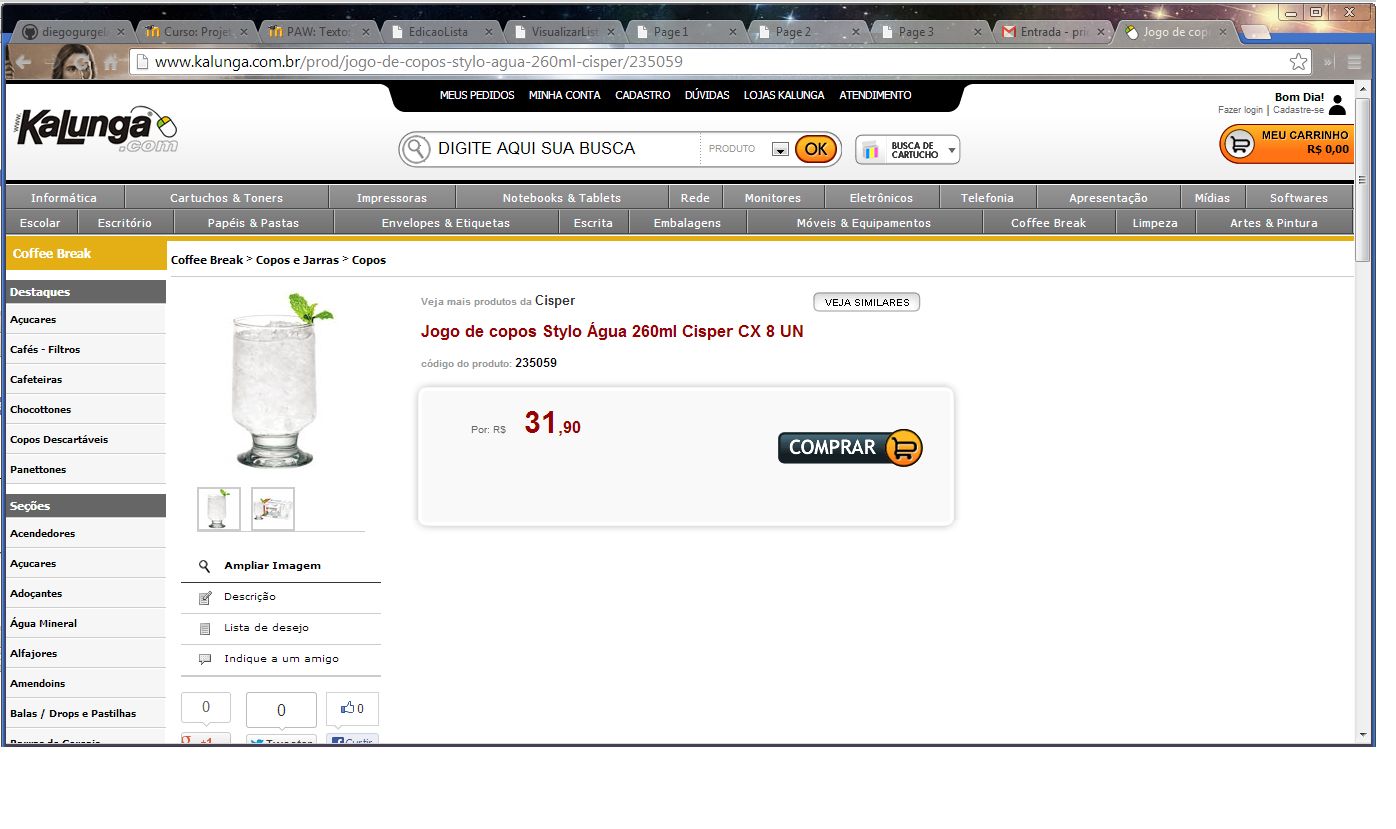 diegogurgel
Curso: Projet
PAW: Texto:
EdicaoLista
VisualizarList
Page 1
Page 2
Page 3
Entrada - pri
Jogo de cop
www.kalunga.com.br/prod/jogo-de-copos-stylo-agua-260ml-cisper/235059
MEUS PEDIDOS MINHA CONTA CADASTRO DÚVIDAS LOJAS KALUNGA ATENDIMENTO
Bom Dia!
Fazer login | Cadastre-se
www.KaLunga.com
DIGITE AQUI SUA BUSCA PRODUTO OK
BUSCA DE
CARTUCHO
MEU CARRINHO
R$ 0,00
Informática Cartuchos & Toners Impressoras Notebooks & Tablets Rede Monitores Eletrônicos Telefonia Apresentação Mídias Softwares
Escolar Escritório Papéis & Pastas Envelopes & Etiquetas Escrita Embalagens Móveis & Equipamentos Coffee Break Limpeza Artes & Pintura
Coffee Break
Destaques
Açucares
Cafés - Filtros
Cafeteiras
Chocottones
Copos Descartáveis
Panettones
Seções
Acendedores
Açucares
Adoçantes
Água Mineral
Alfajores
Amendoins
Balas / Drops e Pastilhas
Coffee Break > Copos e Jarras > Copos
Veja mais produtos da Cisper
VEJA SIMILARES
Jogo de copos Stylo Água 260ml Cisper CX 8 UN
código do produto: 235059
Por: R$ 31,90
COMPRAR
Ampliar Imagem
Descrição
Lista de desejo
Indique a um amigo
0 0 0
+1 Tweeter Curtir